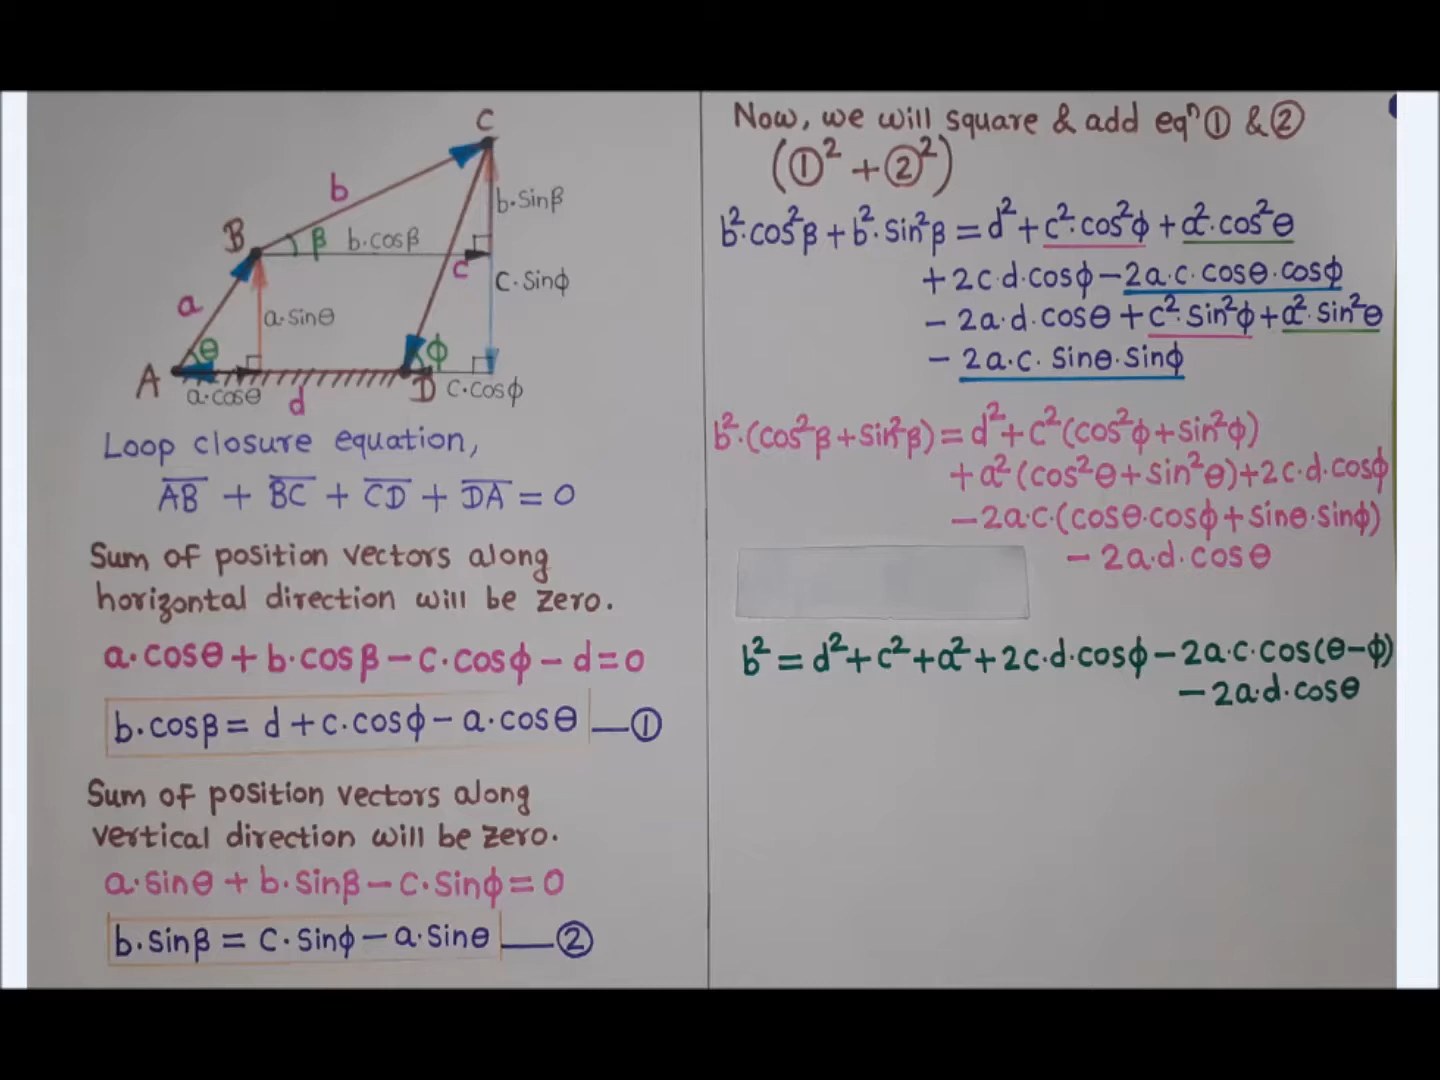 C
b
b·sinβ
B
β
b·cosβ
c
c·sinϕ
a
a·sinθ
θ
ϕ
A
D
a·cosθ
d
c·cosϕ
Loop closure equation,
A̅B̅ + B̅C̅ + C̅D̅ + D̅A̅ = 0
Sum of position vectors along
horizontal direction will be zero.
a·cosθ + b·cosβ − c·cosϕ − d = 0
b·cosβ = d + c·cosϕ − a·cosθ —①
Sum of position vectors along
vertical direction will be zero.
a·sinθ + b·sinβ − c·sinϕ = 0
b·sinβ = c·sinϕ − a·sinθ —②
Now, we will square & add eqⁿ ① & ②
(①² + ②²)
b²·cos²β + b²·sin²β = d² + c²·cos²ϕ + a²·cos²θ
+ 2c·d·cosϕ − 2a·c·cosθ·cosϕ
− 2a·d·cosθ + c²·sin²ϕ + a²·sin²θ
− 2a·c·sinθ·sinϕ
b²·(cos²β + sin²β) = d² + c²(cos²ϕ + sin²ϕ)
+ a²(cos²θ + sin²θ) + 2c·d·cosϕ
− 2a·c·(cosθ·cosϕ + sinθ·sinϕ)
− 2a·d·cosθ
b² = d² + c² + a² + 2c·d·cosϕ − 2a·c·cos(θ−ϕ)
− 2a·d·cosθ